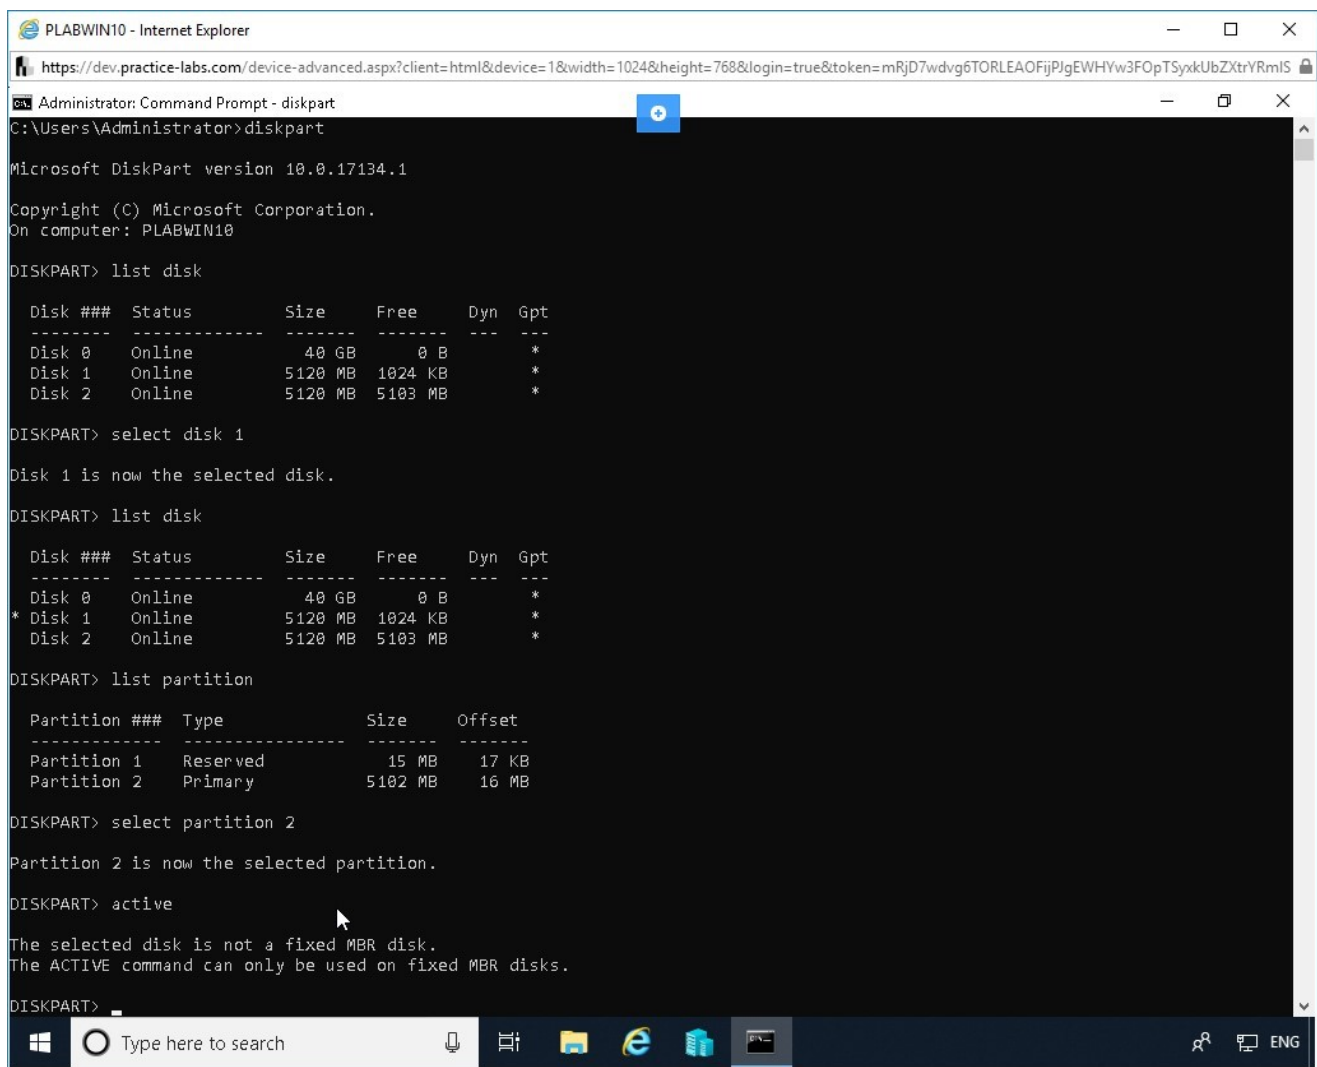 PLABWIN10 - Internet Explorer
https://dev.practice-labs.com/device-advanced.aspx?client=html&device=1&width=1024&height=768&login=true&token=mRjD7wdvg6TORLEAOFijPJgEWHYw3FOpTSyxkUbZXtrYRmIS
Administrator: Command Prompt - diskpart
C:\Users\Administrator>diskpart
Microsoft DiskPart version 10.0.17134.1
Copyright (C) Microsoft Corporation.
On computer: PLABWIN10
DISKPART> list disk
Disk ### Status Size Free Dyn Gpt
-------- ------------- ------- ------- --- ---
Disk 0 Online 40 GB 0 B *
Disk 1 Online 5120 MB 1024 KB *
Disk 2 Online 5120 MB 5103 MB *
DISKPART> select disk 1
Disk 1 is now the selected disk.
DISKPART> list disk
Disk ### Status Size Free Dyn Gpt
-------- ------------- ------- ------- --- ---
Disk 0 Online 40 GB 0 B *
* Disk 1 Online 5120 MB 1024 KB *
Disk 2 Online 5120 MB 5103 MB *
DISKPART> list partition
Partition ### Type Size Offset
------------- ---------------- ------- -------
Partition 1 Reserved 15 MB 17 KB
Partition 2 Primary 5102 MB 16 MB
DISKPART> select partition 2
Partition 2 is now the selected partition.
DISKPART> active
The selected disk is not a fixed MBR disk.
The ACTIVE command can only be used on fixed MBR disks.
DISKPART> _
Type here to search
ENG